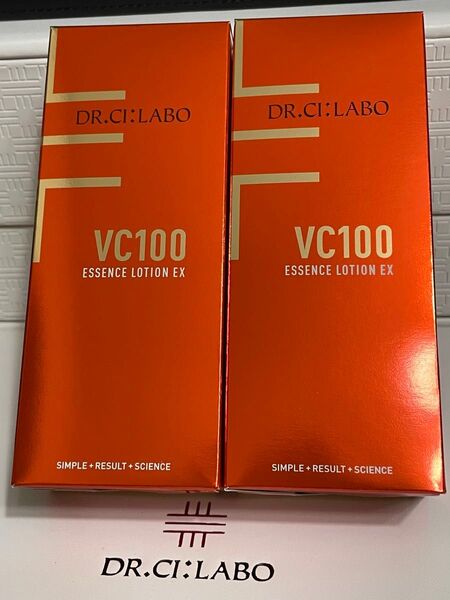 DR.CI:LABO
VC100
ESSENCE LOTION EX
SIMPLE+RESULT+SCIENCE
DR.CI:LABO
VC100
ESSENCE LOTION EX
SIMPLE+RESULT+SCIENCE
DR.CI:LABO